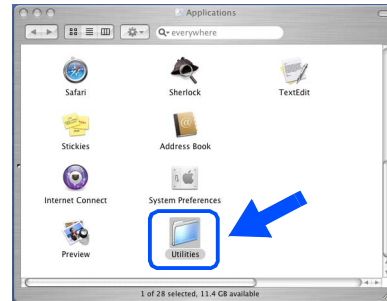 Applications
everywhere
Safari
Sherlock
TextEdit
Stickies
Address Book
Internet Connect
System Preferences
Preview
Utilities
1 of 28 selected, 11.4 GB available